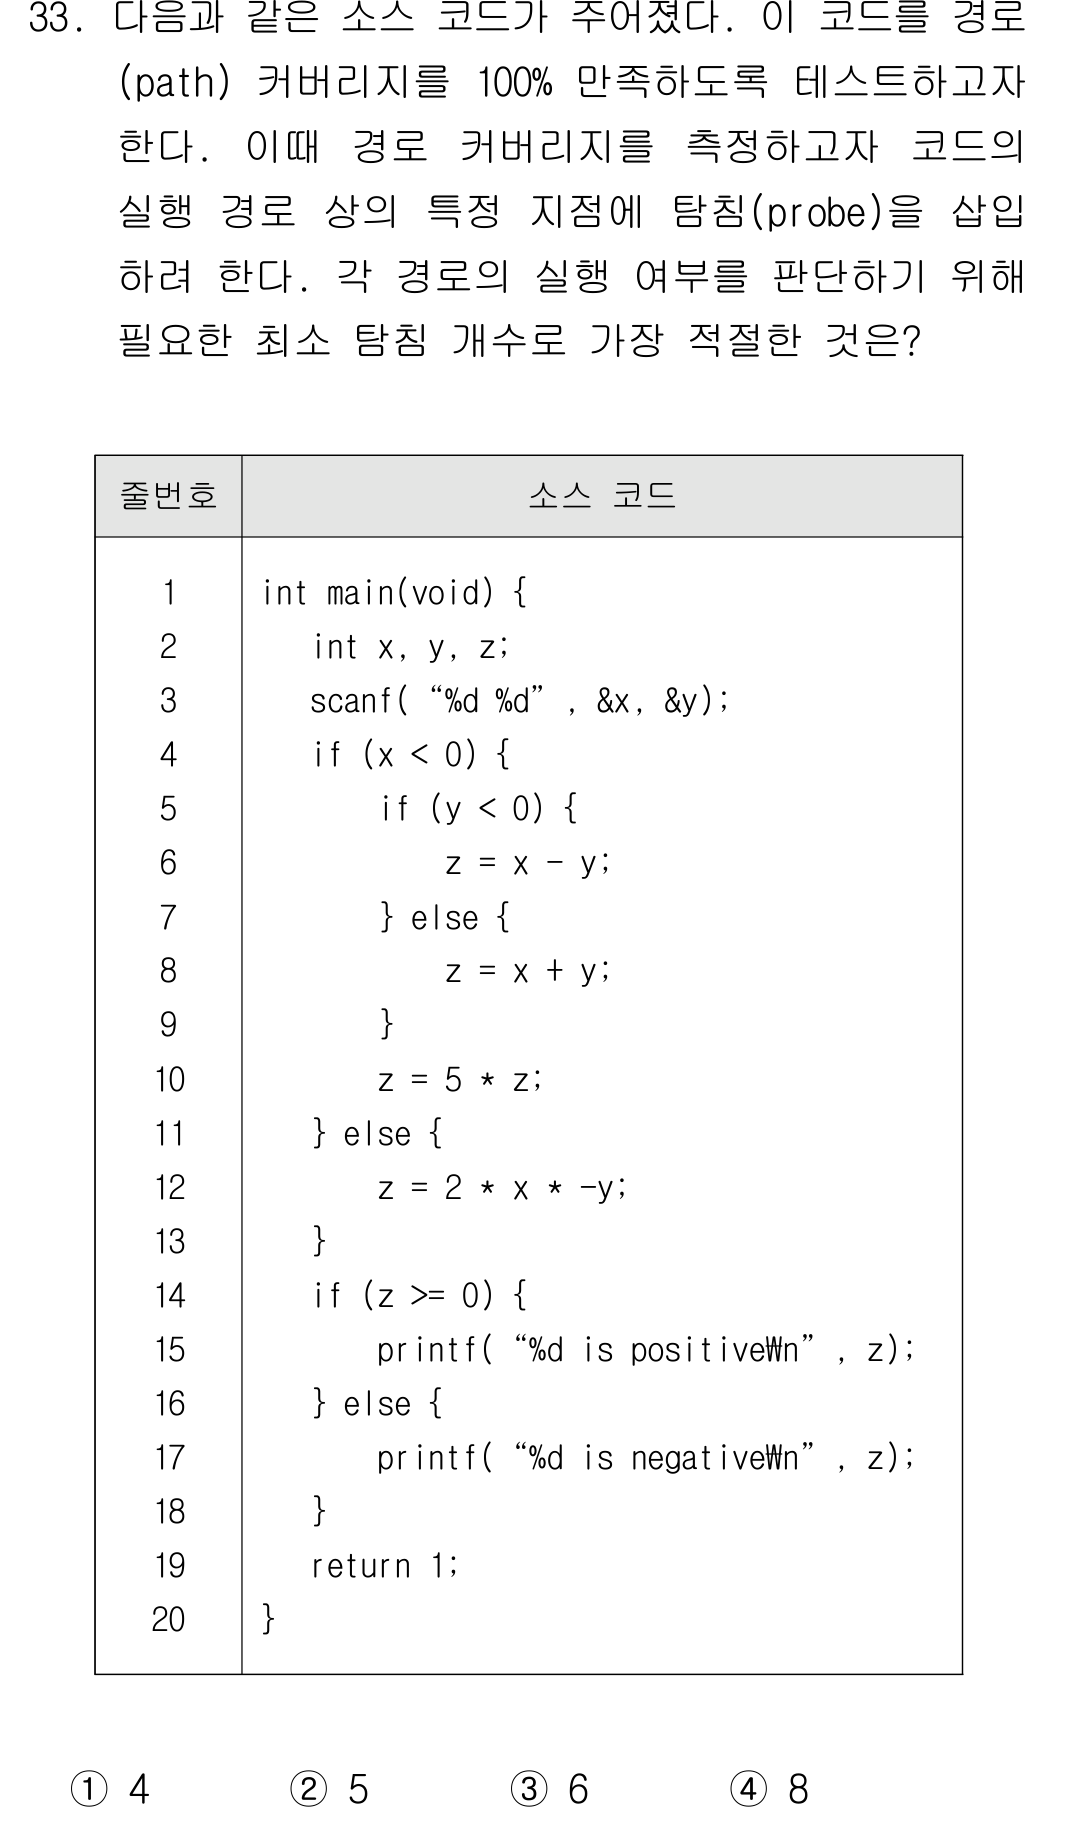 33. 다음과 같은 소스 코드가 주어졌다. 이 코드를 경로
(path) 커버리지를 100% 만족하도록 테스트하고자
한다. 이때 경로 커버리지를 측정하고자 코드의
실행 경로 상의 특정 지점에 탐침(probe)을 삽입
하려 한다. 각 경로의 실행 여부를 판단하기 위해
필요한 최소 탐침 개수로 가장 적절한 것은?
줄번호 소스 코드
1 int main(void) {
2 int x, y, z;
3 scanf( “%d %d” , &x, &y);
4 if (x < 0) {
5 if (y < 0) {
6 z = x - y;
7 } else {
8 z = x + y;
9 }
10 z = 5 * z;
11 } else {
12 z = 2 * x * -y;
13 }
14 if (z >= 0) {
15 printf( “%d is positive₩n” , z);
16 } else {
17 printf( “%d is negative₩n” , z);
18 }
19 return 1;
20 }
① 4 ② 5 ③ 6 ④ 8